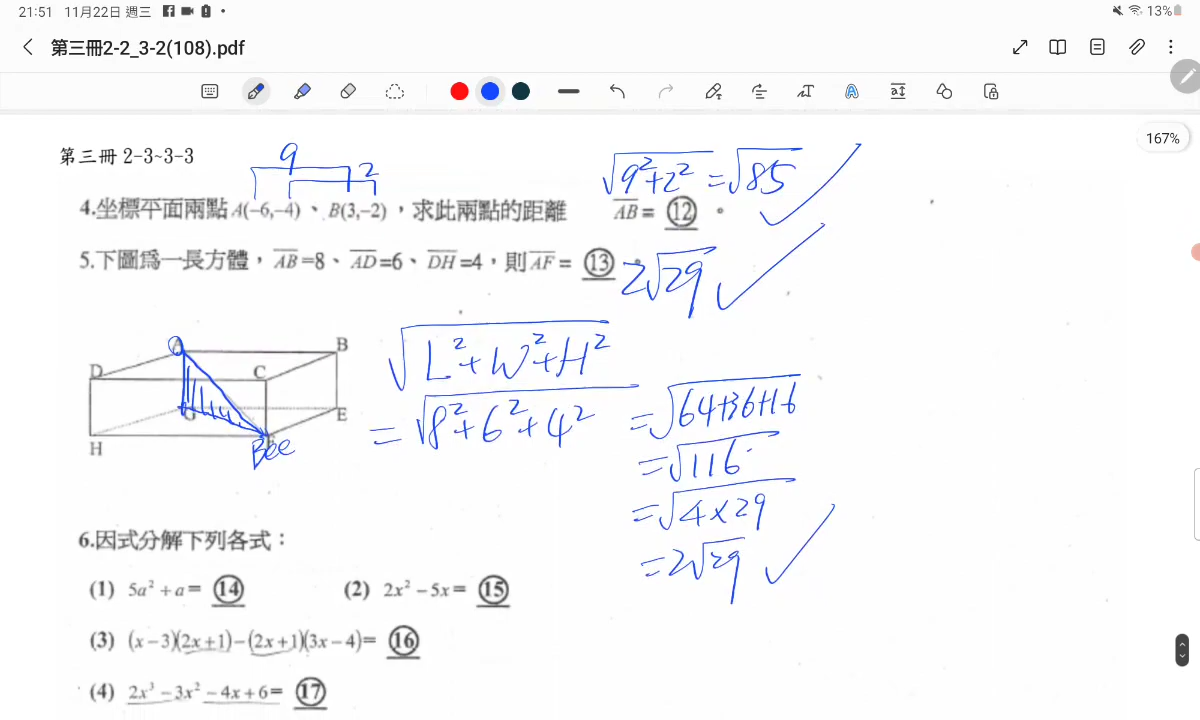 21:51 11月22日 週三 13%
第三冊2-2_3-2(108).pdf
167%
第三冊 2-3~3-3
9 2
√9²+2² = √85
4.坐標平面兩點 A(−6,−4)、B(3,−2),求此兩點的距離 AB = ⑫ 。
5.下圖為一長方體,AB=8、AD=6、DH=4,則AF = ⑬
2√29
√L²+W²+H²
= √8²+6²+4²
= √64+36+16
= √116
= √4×29
= 2√29
A B
D C
G E
H
Bee
6.因式分解下列各式:
(1) 5a² + a = ⑭ (2) 2x² − 5x = ⑮
(3) (x−3)(2x+1)−(2x+1)(3x−4)= ⑯
(4) 2x³ − 3x² − 4x + 6 = ⑰